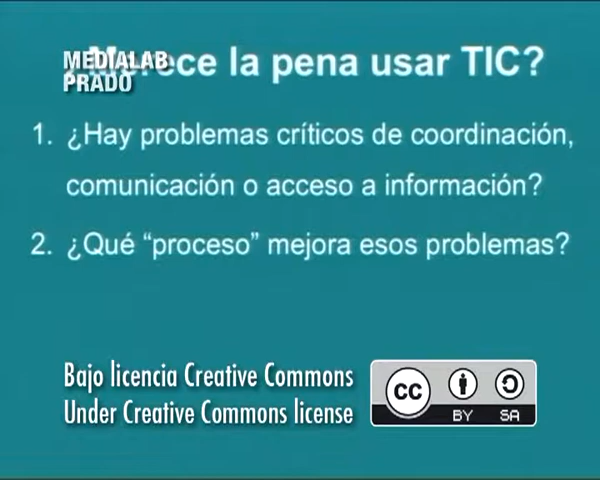 MEDIALAB
PRADO
¿Merece la pena usar TIC?
1. ¿Hay problemas críticos de coordinación,
comunicación o acceso a información?
2. ¿Qué “proceso” mejora esos problemas?
Bajo licencia Creative Commons
Under Creative Commons license
cc
BY SA